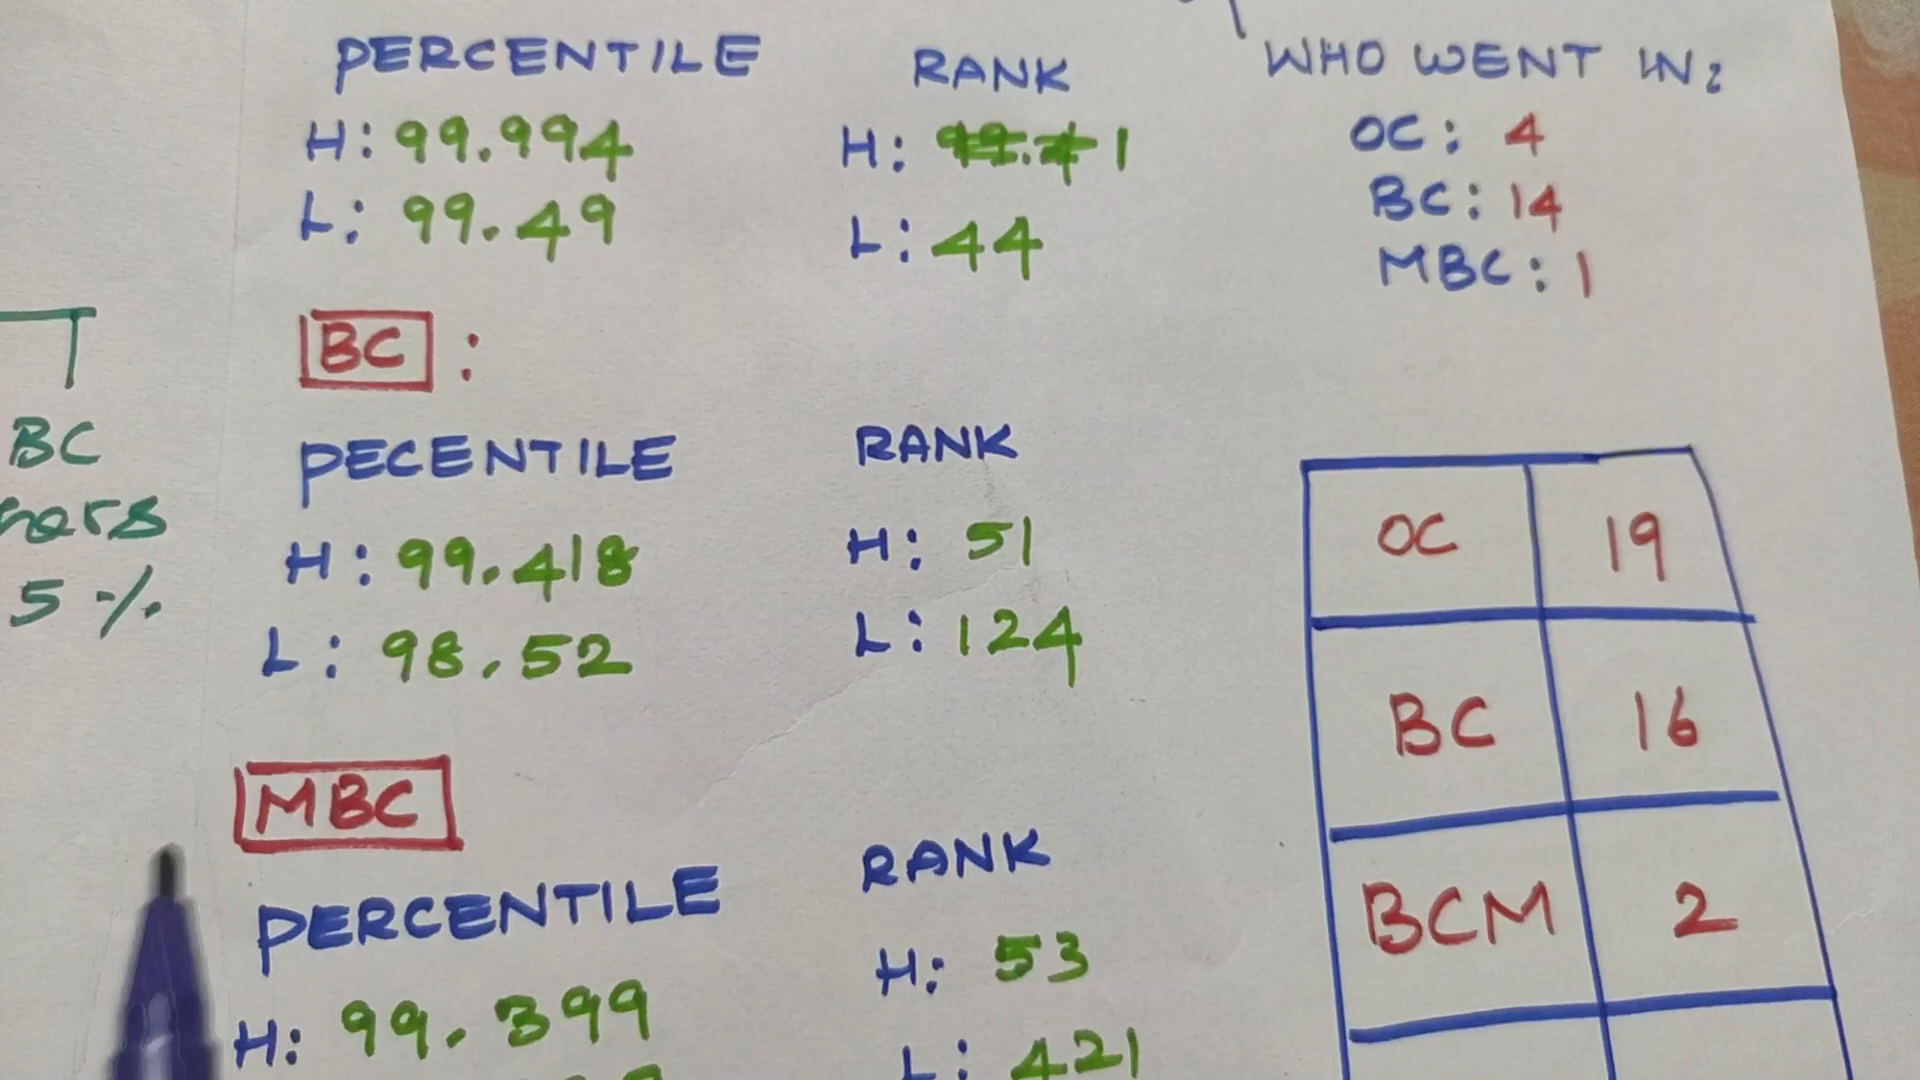 PERCENTILE RANK WHO WENT IN?
H: 99.994 H: 1 OC: 4
L: 99.49 L: 44 BC: 14
MBC: 1
BC :
BC
PECENTILE RANK
H: 99.418 H: 51
5 %
L: 98.52 L: 124
OC 19
BC 16
BCM 2
MBC
PERCENTILE RANK
H: 99.399 H: 53
L: 421